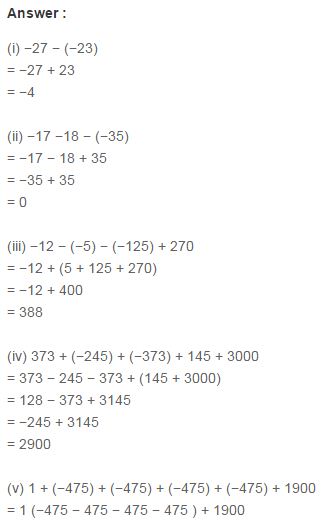 Answer :
(i) −27 − (−23)
= −27 + 23
= −4
(ii) −17 −18 − (−35)
= −17 − 18 + 35
= −35 + 35
= 0
(iii) −12 − (−5) − (−125) + 270
= −12 + (5 + 125 + 270)
= −12 + 400
= 388
(iv) 373 + (−245) + (−373) + 145 + 3000
= 373 − 245 − 373 + (145 + 3000)
= 128 − 373 + 3145
= −245 + 3145
= 2900
(v) 1 + (−475) + (−475) + (−475) + (−475) + 1900
= 1 (−475 − 475 − 475 − 475 ) + 1900